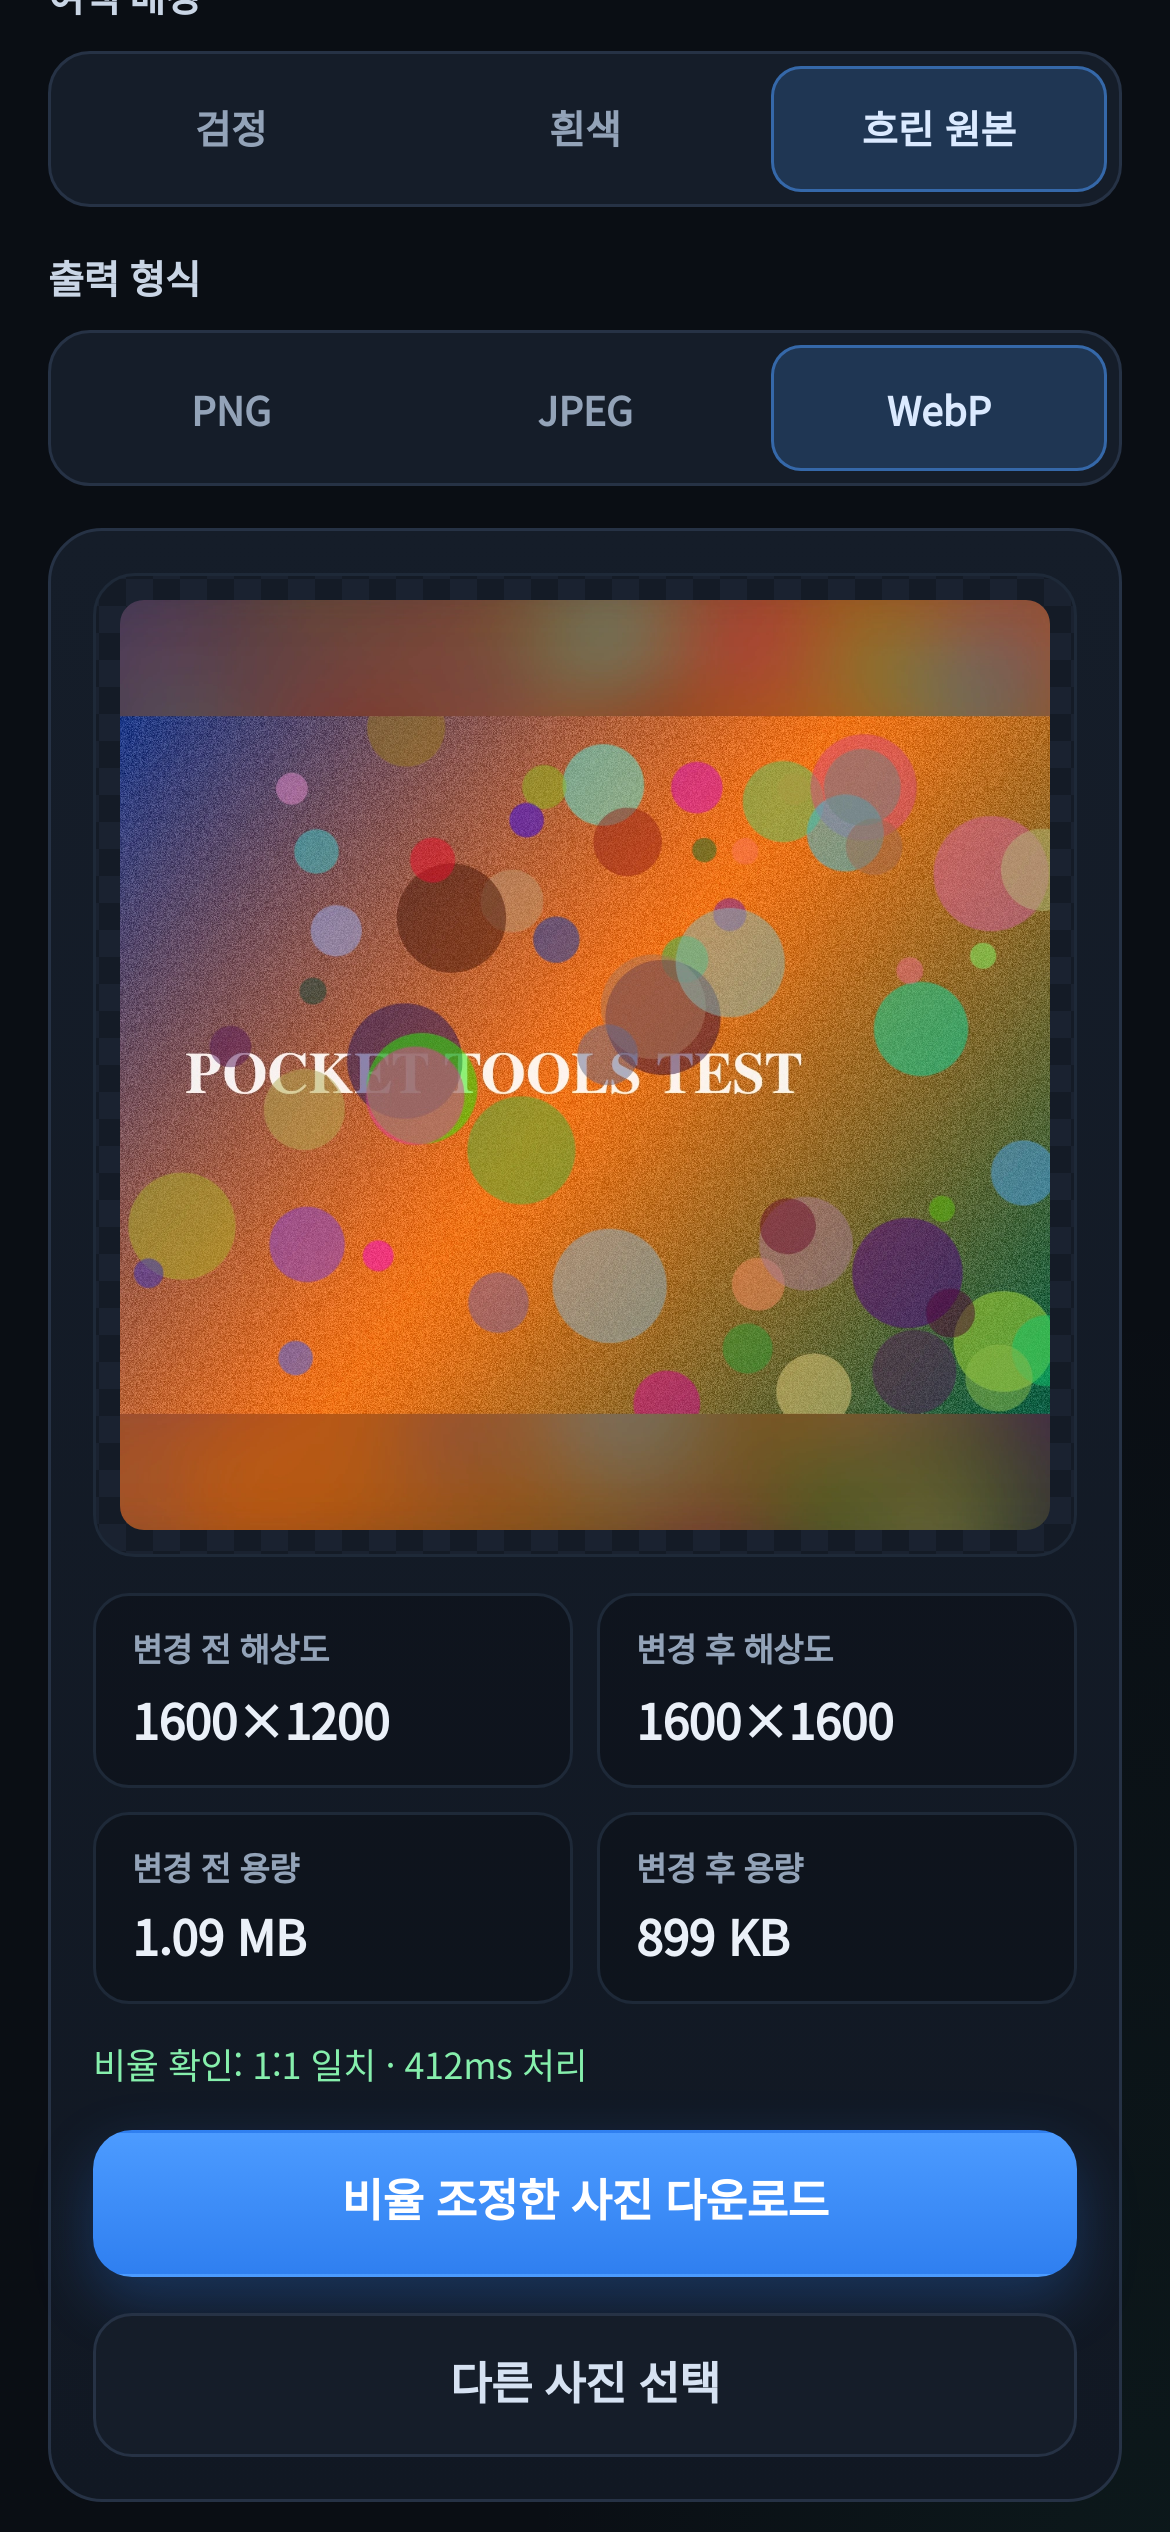 여백 배경
검정
흰색
흐린 원본
출력 형식
PNG
JPEG
WebP
POCKET TOOLS TEST
변경 전 해상도
1600×1200
변경 후 해상도
1600×1600
변경 전 용량
1.09 MB
변경 후 용량
899 KB
비율 확인: 1:1 일치 · 412ms 처리
비율 조정한 사진 다운로드
다른 사진 선택